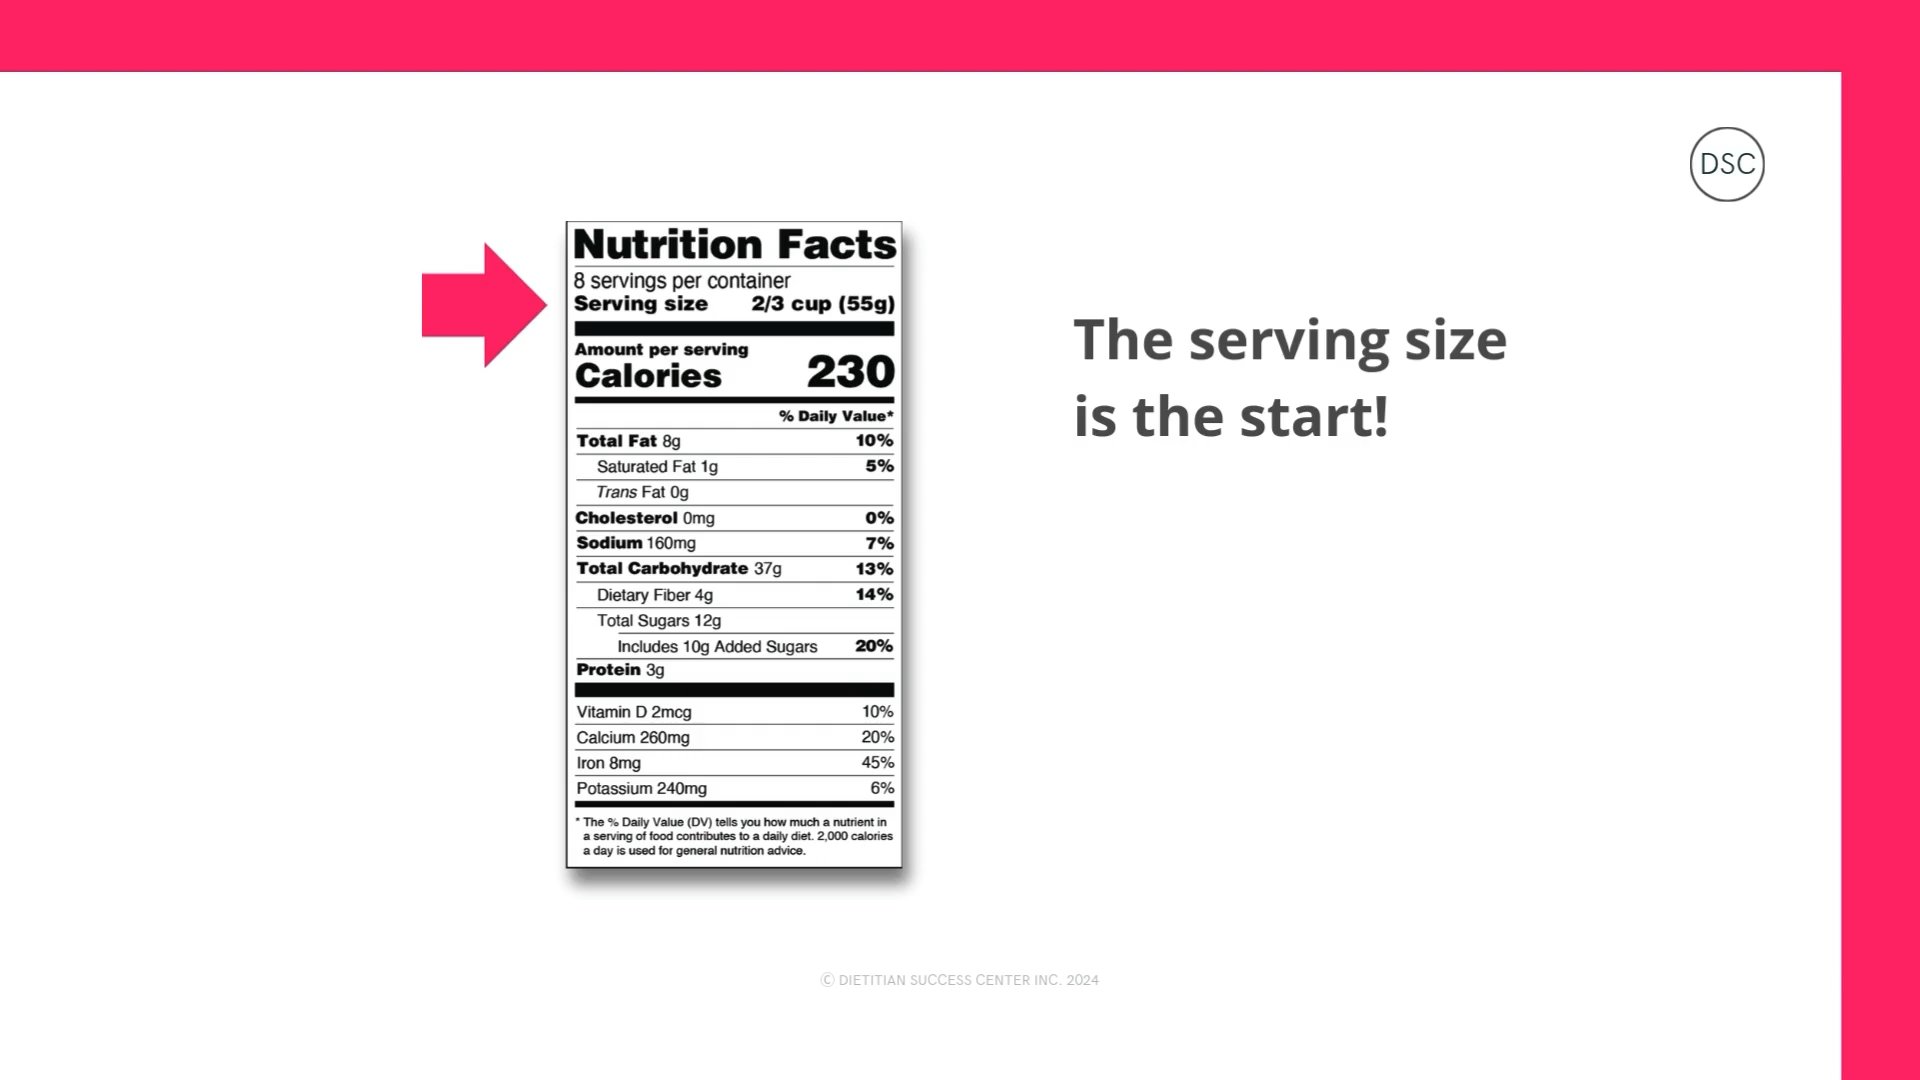 DSC
Nutrition Facts
8 servings per container
Serving size 2/3 cup (55g)
Amount per serving
Calories 230
% Daily Value*
Total Fat 8g 10%
Saturated Fat 1g 5%
Trans Fat 0g
Cholesterol 0mg 0%
Sodium 160mg 7%
Total Carbohydrate 37g 13%
Dietary Fiber 4g 14%
Total Sugars 12g
Includes 10g Added Sugars 20%
Protein 3g
Vitamin D 2mcg 10%
Calcium 260mg 20%
Iron 8mg 45%
Potassium 240mg 6%
* The % Daily Value (DV) tells you how much a nutrient in
a serving of food contributes to a daily diet. 2,000 calories
a day is used for general nutrition advice.
The serving size
is the start!
© DIETITIAN SUCCESS CENTER INC. 2024